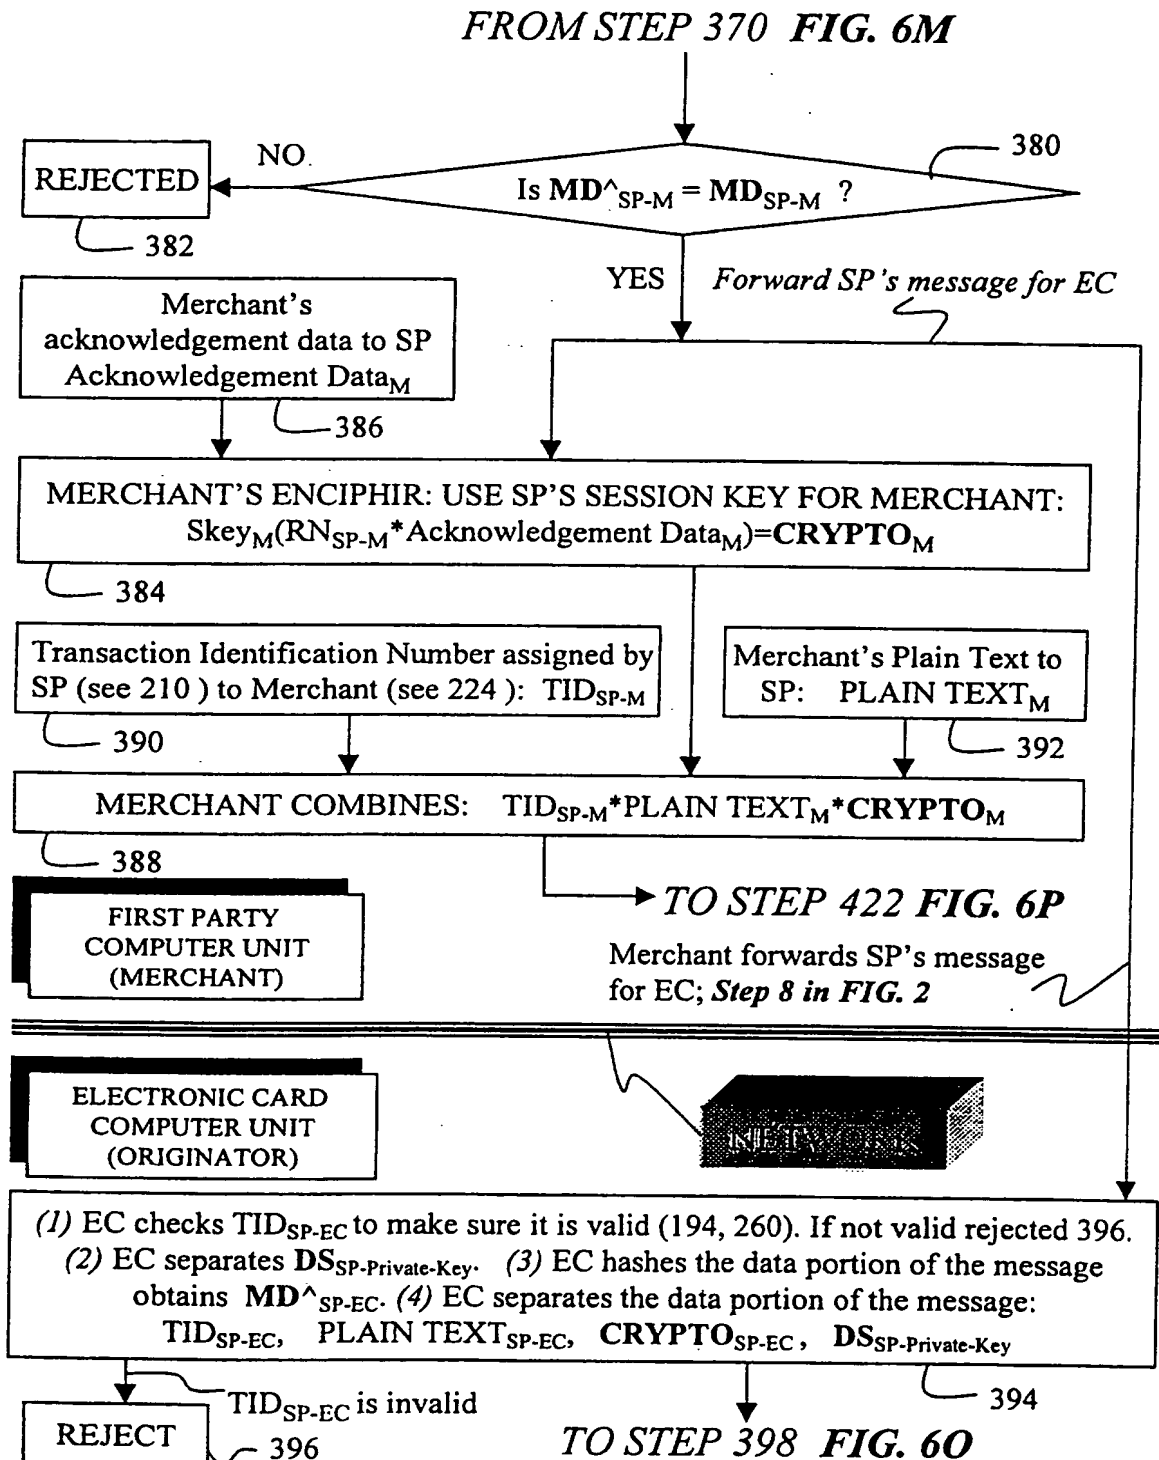 FROM STEP 370 FIG. 6M
380
NO
REJECTED
Is MD^SP-M = MDSP-M ?
382
YES
Forward SP's message for EC
Merchant's
acknowledgement data to SP
Acknowledgement DataM
386
MERCHANT'S ENCIPHIR: USE SP'S SESSION KEY FOR MERCHANT:
SkeyM(RNSP-M*Acknowledgement DataM)=CRYPTOM
384
Transaction Identification Number assigned by
SP (see 210 ) to Merchant (see 224 ): TIDSP-M
390
Merchant's Plain Text to
SP: PLAIN TEXTM
392
MERCHANT COMBINES: TIDSP-M*PLAIN TEXTM*CRYPTOM
388
TO STEP 422 FIG. 6P
FIRST PARTY
COMPUTER UNIT
(MERCHANT)
Merchant forwards SP's message
for EC; Step 8 in FIG. 2
ELECTRONIC CARD
COMPUTER UNIT
(ORIGINATOR)
NETWORK
(1) EC checks TIDSP-EC to make sure it is valid (194, 260). If not valid rejected 396.
(2) EC separates DSSP-Private-Key. (3) EC hashes the data portion of the message
obtains MD^SP-EC. (4) EC separates the data portion of the message:
TIDSP-EC, PLAIN TEXTSP-EC, CRYPTOSP-EC, DSSP-Private-Key
394
TIDSP-EC is invalid
REJECT
396
TO STEP 398 FIG. 6O